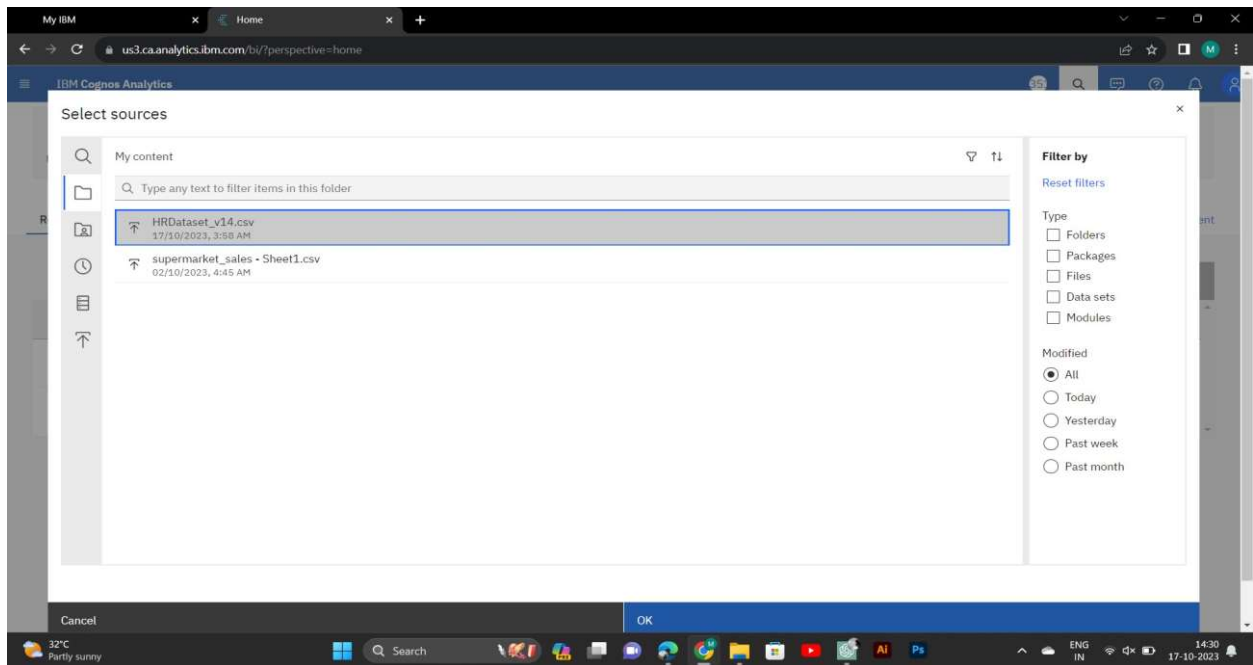 My IBM
Home
us3.ca.analytics.ibm.com/bi/?perspective=home
M
IBM Cognos Analytics
Select sources
My content
Type any text to filter items in this folder
HRDataset_v14.csv
17/10/2023, 3:58 AM
supermarket_sales - Sheet1.csv
02/10/2023, 4:45 AM
Filter by
Reset filters
Type
Folders
Packages
Files
Data sets
Modules
Modified
All
Today
Yesterday
Past week
Past month
Cancel
OK
32°C
Partly sunny
Search
Ai
Ps
ENG
IN
14:30
17-10-2023